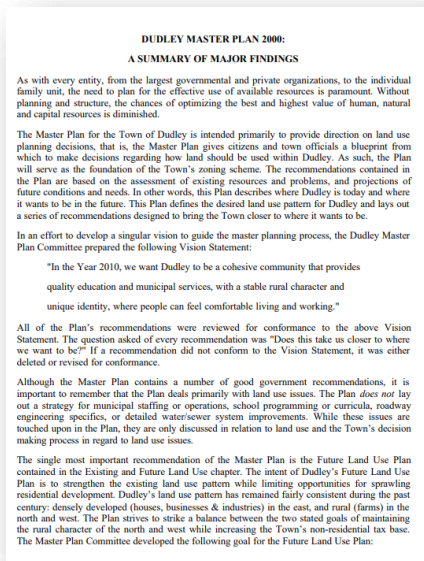 DUDLEY MASTER PLAN 2000:
A SUMMARY OF MAJOR FINDINGS
As with every entity, from the largest governmental and private organizations, to the individual
family unit, the need to plan for the effective use of available resources is paramount. Without
planning and structure, the chances of optimizing the best and highest value of human, natural
and capital resources is diminished.
The Master Plan for the Town of Dudley is intended primarily to provide direction on land use
planning decisions, that is, the Master Plan gives citizens and town officials a blueprint from
which to make decisions regarding how land should be used within Dudley. As such, the Plan
will serve as the foundation of the Town's zoning scheme. The recommendations contained in
the Plan are based on the assessment of existing resources and problems, and projections of
future conditions and needs. In other words, this Plan describes where Dudley is today and where
it wants to be in the future. This Plan defines the desired land use pattern for Dudley and lays out
a series of recommendations designed to bring the Town closer to where it wants to be.
In an effort to develop a singular vision to guide the master planning process, the Dudley Master
Plan Committee prepared the following Vision Statement:
"In the Year 2010, we want Dudley to be a cohesive community that provides
quality education and municipal services, with a stable rural character and
unique identity, where people can feel comfortable living and working."
All of the Plan's recommendations were reviewed for conformance to the above Vision
Statement. The question asked of every recommendation was "Does this take us closer to where
we want to be?" If a recommendation did not conform to the Vision Statement, it was either
deleted or revised for conformance.
Although the Master Plan contains a number of good government recommendations, it is
important to remember that the Plan deals primarily with land use issues. The Plan does not lay
out a strategy for municipal staffing or operations, school programming or curricula, roadway
engineering specifics, or detailed water/sewer system improvements. While these issues are
touched upon in the Plan, they are only discussed in relation to land use and the Town's decision
making process in regard to land use issues.
The single most important recommendation of the Master Plan is the Future Land Use Plan
contained in the Existing and Future Land Use chapter. The intent of Dudley's Future Land Use
Plan is to strengthen the existing land use pattern while limiting opportunities for sprawling
residential development. Dudley's land use pattern has remained fairly consistent during the past
century: densely developed (houses, businesses & industries) in the east, and rural (farms) in the
north and west. The Plan strives to strike a balance between the two stated goals of maintaining
the rural character of the north and west while increasing the Town's non-residential tax base.
The Master Plan Committee developed the following goal for the Future Land Use Plan: